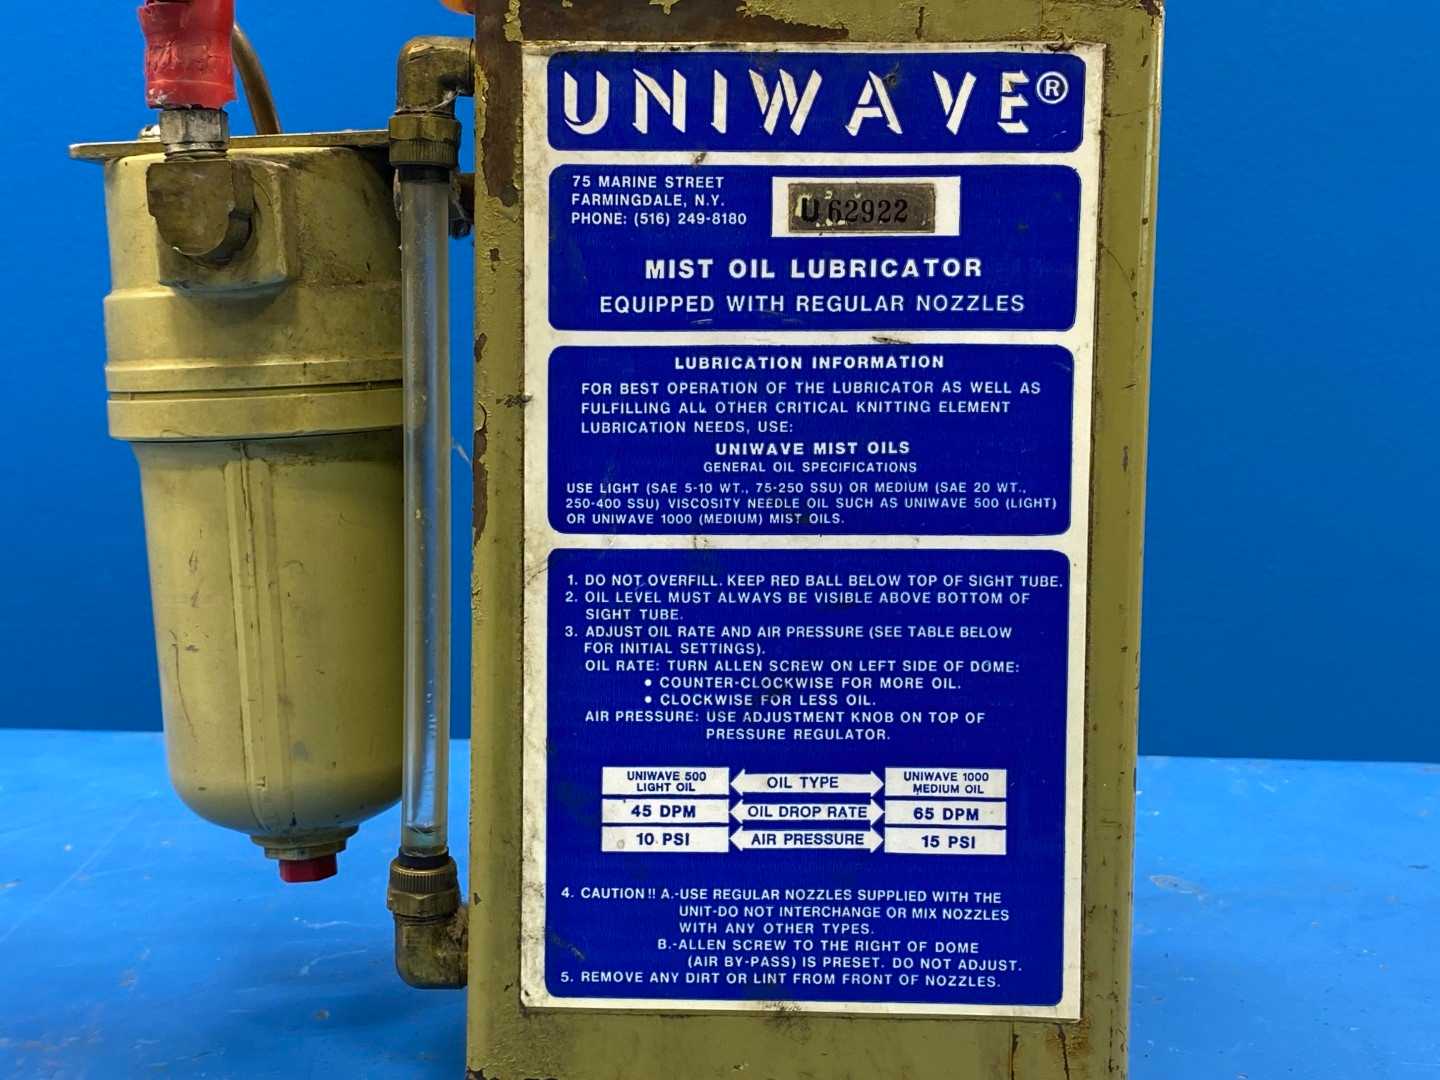 UNIWAVE®
75 MARINE STREET
FARMINGDALE, N.Y.
PHONE: (516) 249-8180
U 62922
MIST OIL LUBRICATOR
EQUIPPED WITH REGULAR NOZZLES
LUBRICATION INFORMATION
FOR BEST OPERATION OF THE LUBRICATOR AS WELL AS
FULFILLING ALL OTHER CRITICAL KNITTING ELEMENT
LUBRICATION NEEDS, USE:
UNIWAVE MIST OILS
GENERAL OIL SPECIFICATIONS
USE LIGHT (SAE 5-10 WT., 75-250 SSU) OR MEDIUM (SAE 20 WT.,
250-400 SSU) VISCOSITY NEEDLE OIL SUCH AS UNIWAVE 500 (LIGHT)
OR UNIWAVE 1000 (MEDIUM) MIST OILS.
1. DO NOT OVERFILL. KEEP RED BALL BELOW TOP OF SIGHT TUBE.
2. OIL LEVEL MUST ALWAYS BE VISIBLE ABOVE BOTTOM OF
SIGHT TUBE.
3. ADJUST OIL RATE AND AIR PRESSURE (SEE TABLE BELOW
FOR INITIAL SETTINGS).
OIL RATE: TURN ALLEN SCREW ON LEFT SIDE OF DOME:
• COUNTER-CLOCKWISE FOR MORE OIL.
• CLOCKWISE FOR LESS OIL.
AIR PRESSURE: USE ADJUSTMENT KNOB ON TOP OF
PRESSURE REGULATOR.
UNIWAVE 500 LIGHT OIL OIL TYPE UNIWAVE 1000 MEDIUM OIL
45 DPM OIL DROP RATE 65 DPM
10 PSI AIR PRESSURE 15 PSI
4. CAUTION!! A.-USE REGULAR NOZZLES SUPPLIED WITH THE
UNIT-DO NOT INTERCHANGE OR MIX NOZZLES
WITH ANY OTHER TYPES.
B.-ALLEN SCREW TO THE RIGHT OF DOME
(AIR BY-PASS) IS PRESET. DO NOT ADJUST.
5. REMOVE ANY DIRT OR LINT FROM FRONT OF NOZZLES.